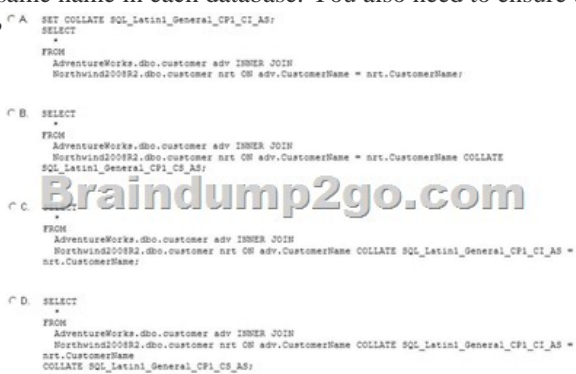 same name in each database. You also need to ensure
C A. SET COLLATE SQL_Latin1_General_CP1_CI_AS;
SELECT
*
FROM
AdventureWorks.dbo.customer adv INNER JOIN
Northwind2008R2.dbo.customer nrt ON adv.CustomerName = nrt.CustomerName;
C B. SELECT
*
FROM
AdventureWorks.dbo.customer adv INNER JOIN
Northwind2008R2.dbo.customer nrt ON adv.CustomerName = nrt.CustomerName COLLATE
SQL_Latin1_General_CP1_CS_AS;
Braindump2go.com
C C. SELECT
*
FROM
AdventureWorks.dbo.customer adv INNER JOIN
Northwind2008R2.dbo.customer nrt ON adv.CustomerName COLLATE SQL_Latin1_General_CP1_CI_AS =
nrt.CustomerName;
C D. SELECT
*
FROM
AdventureWorks.dbo.customer adv INNER JOIN
Northwind2008R2.dbo.customer nrt ON adv.CustomerName COLLATE SQL_Latin1_General_CP1_CI_AS =
nrt.CustomerName
COLLATE SQL_Latin1_General_CP1_CS_AS;